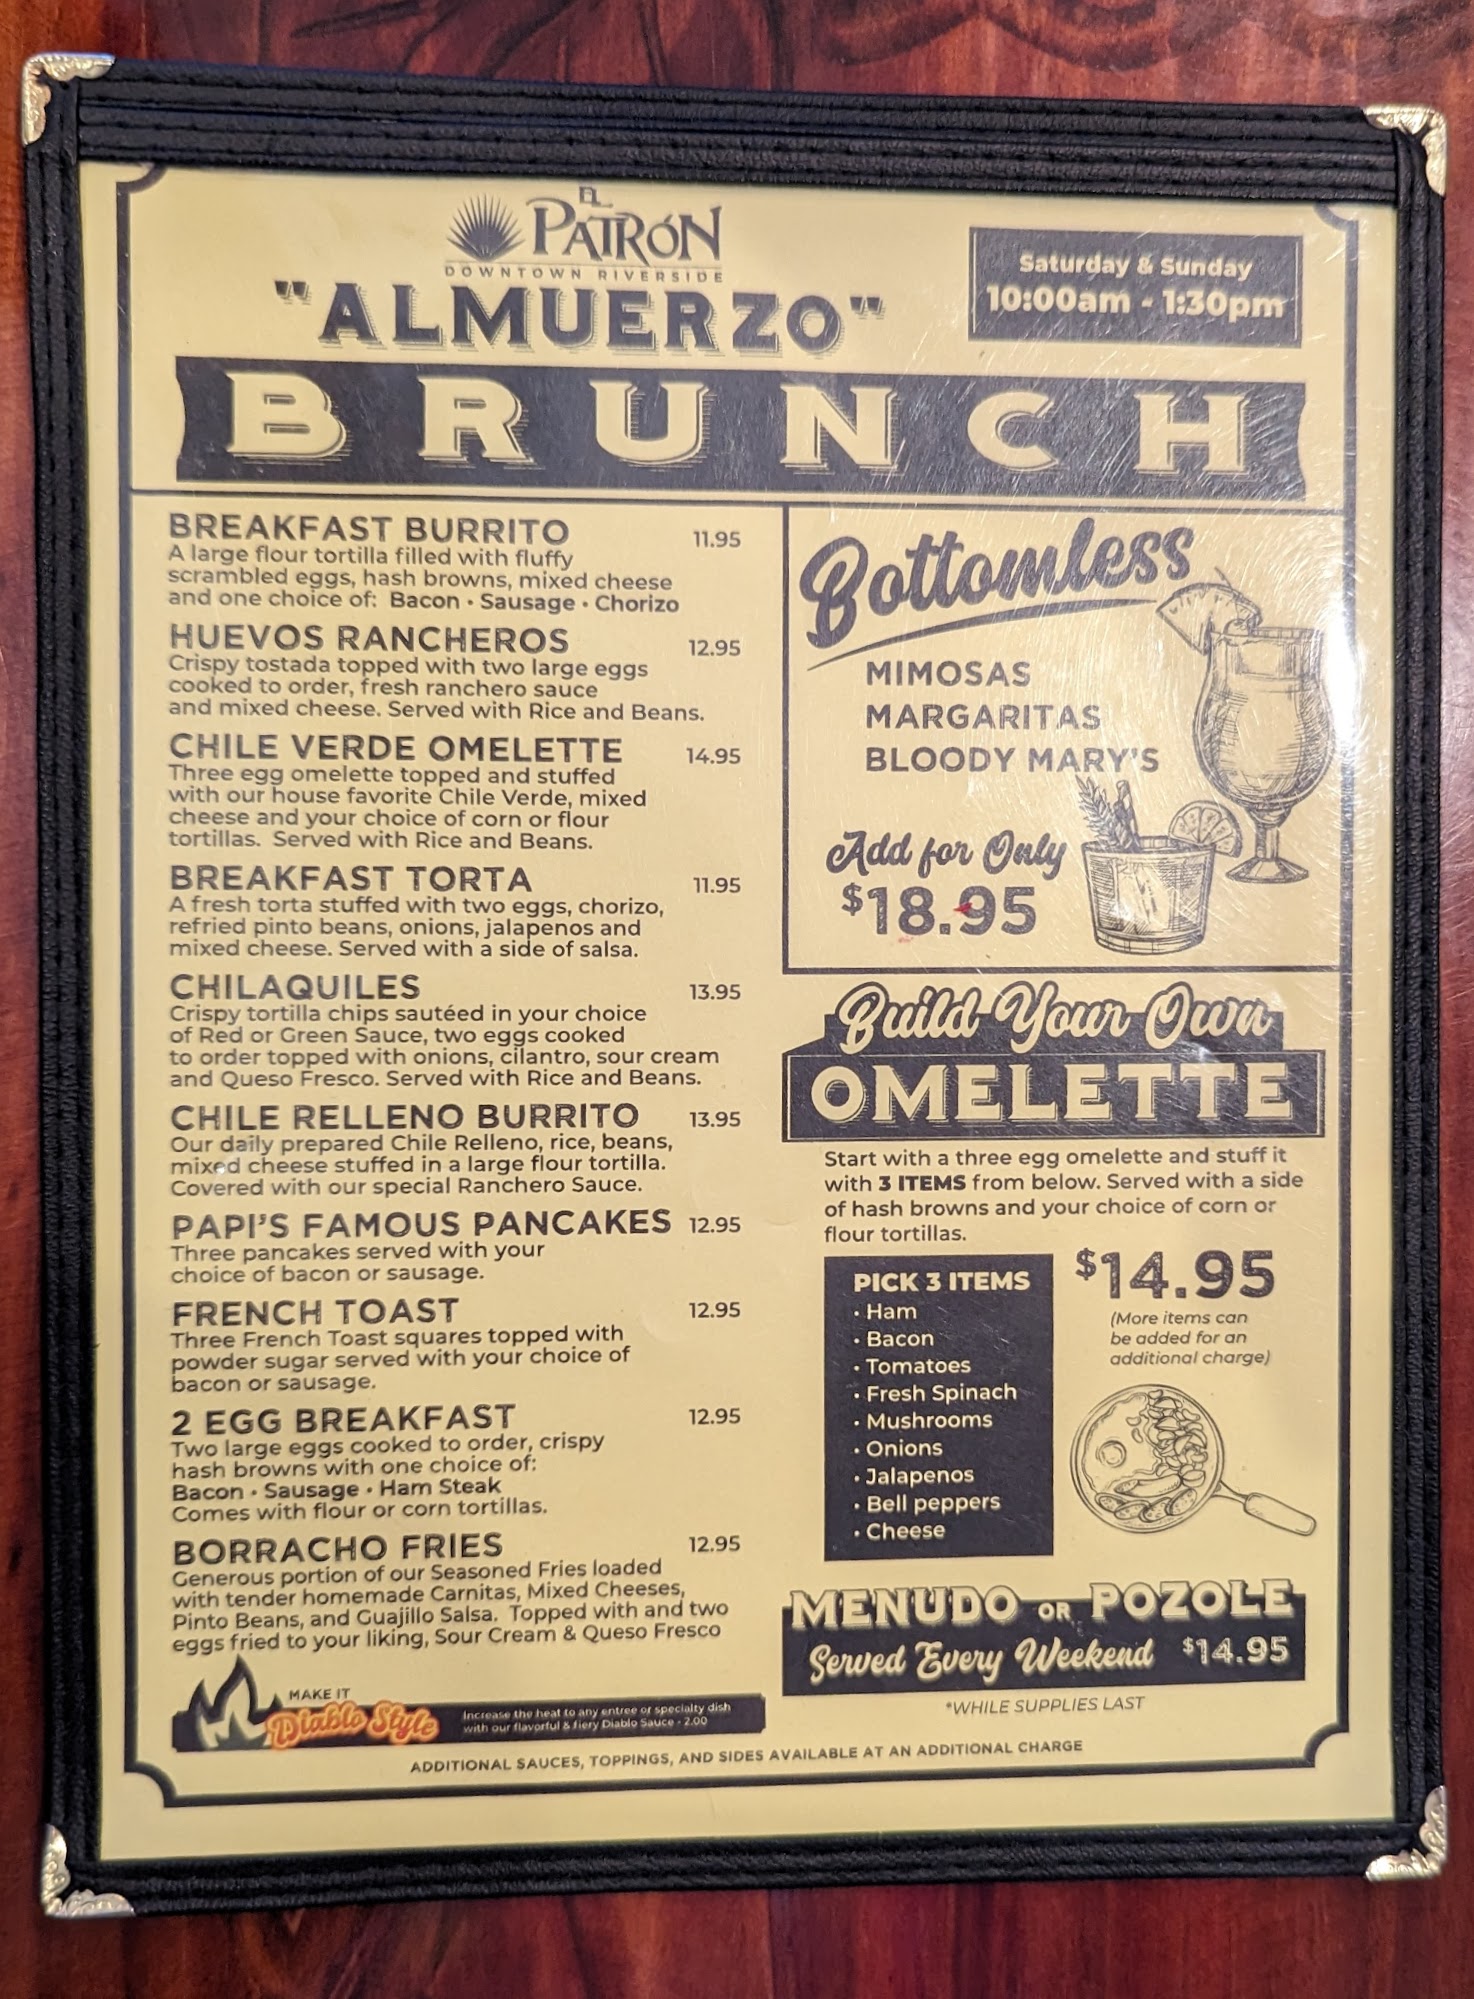 EL
PATRÓN
DOWNTOWN RIVERSIDE
"ALMUERZO"
Saturday & Sunday
10:00am - 1:30pm
BRUNCH
BREAKFAST BURRITO 11.95
A large flour tortilla filled with fluffy
scrambled eggs, hash browns, mixed cheese
and one choice of: Bacon • Sausage • Chorizo
HUEVOS RANCHEROS 12.95
Crispy tostada topped with two large eggs
cooked to order, fresh ranchero sauce
and mixed cheese. Served with Rice and Beans.
CHILE VERDE OMELETTE 14.95
Three egg omelette topped and stuffed
with our house favorite Chile Verde, mixed
cheese and your choice of corn or flour
tortillas. Served with Rice and Beans.
BREAKFAST TORTA 11.95
A fresh torta stuffed with two eggs, chorizo,
refried pinto beans, onions, jalapenos and
mixed cheese. Served with a side of salsa.
CHILAQUILES 13.95
Crispy tortilla chips sautéed in your choice
of Red or Green Sauce, two eggs cooked
to order topped with onions, cilantro, sour cream
and Queso Fresco. Served with Rice and Beans.
CHILE RELLENO BURRITO 13.95
Our daily prepared Chile Relleno, rice, beans,
mixed cheese stuffed in a large flour tortilla.
Covered with our special Ranchero Sauce.
PAPI'S FAMOUS PANCAKES 12.95
Three pancakes served with your
choice of bacon or sausage.
FRENCH TOAST 12.95
Three French Toast squares topped with
powder sugar served with your choice of
bacon or sausage.
2 EGG BREAKFAST 12.95
Two large eggs cooked to order, crispy
hash browns with one choice of:
Bacon • Sausage • Ham Steak
Comes with flour or corn tortillas.
BORRACHO FRIES 12.95
Generous portion of our Seasoned Fries loaded
with tender homemade Carnitas, Mixed Cheeses,
Pinto Beans, and Guajillo Salsa. Topped with and two
eggs fried to your liking, Sour Cream & Queso Fresco
MAKE IT
Diablo Style
Increase the heat to any entree or specialty dish
with our flavorful & fiery Diablo Sauce - 2.00
Bottomless
MIMOSAS
MARGARITAS
BLOODY MARY'S
Add for Only
$18.95
Build Your Own
OMELETTE
Start with a three egg omelette and stuff it
with 3 ITEMS from below. Served with a side
of hash browns and your choice of corn or
flour tortillas.
PICK 3 ITEMS
• Ham
• Bacon
• Tomatoes
• Fresh Spinach
• Mushrooms
• Onions
• Jalapenos
• Bell peppers
• Cheese
$14.95
(More items can
be added for an
additional charge)
MENUDO OR POZOLE
Served Every Weekend $14.95
*WHILE SUPPLIES LAST
ADDITIONAL SAUCES, TOPPINGS, AND SIDES AVAILABLE AT AN ADDITIONAL CHARGE